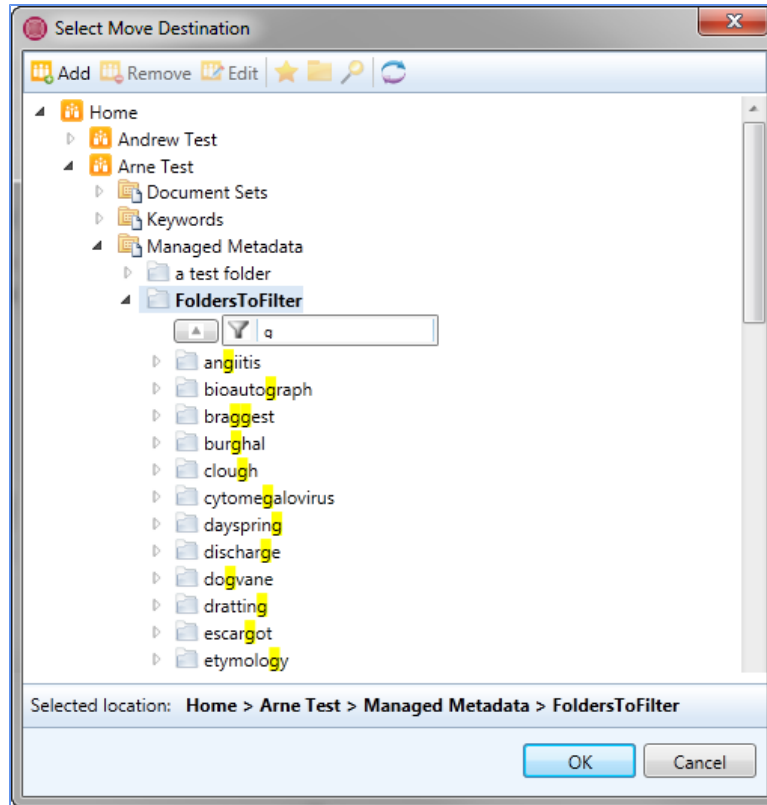 Select Move Destination
Add Remove Edit
Home
Andrew Test
Arne Test
Document Sets
Keywords
Managed Metadata
a test folder
FoldersToFilter
g
angiitis
bioautograph
braggest
burghal
clough
cytomegalovirus
dayspring
discharge
dogvane
dratting
escargot
etymology
Selected location: Home > Arne Test > Managed Metadata > FoldersToFilter
OK Cancel